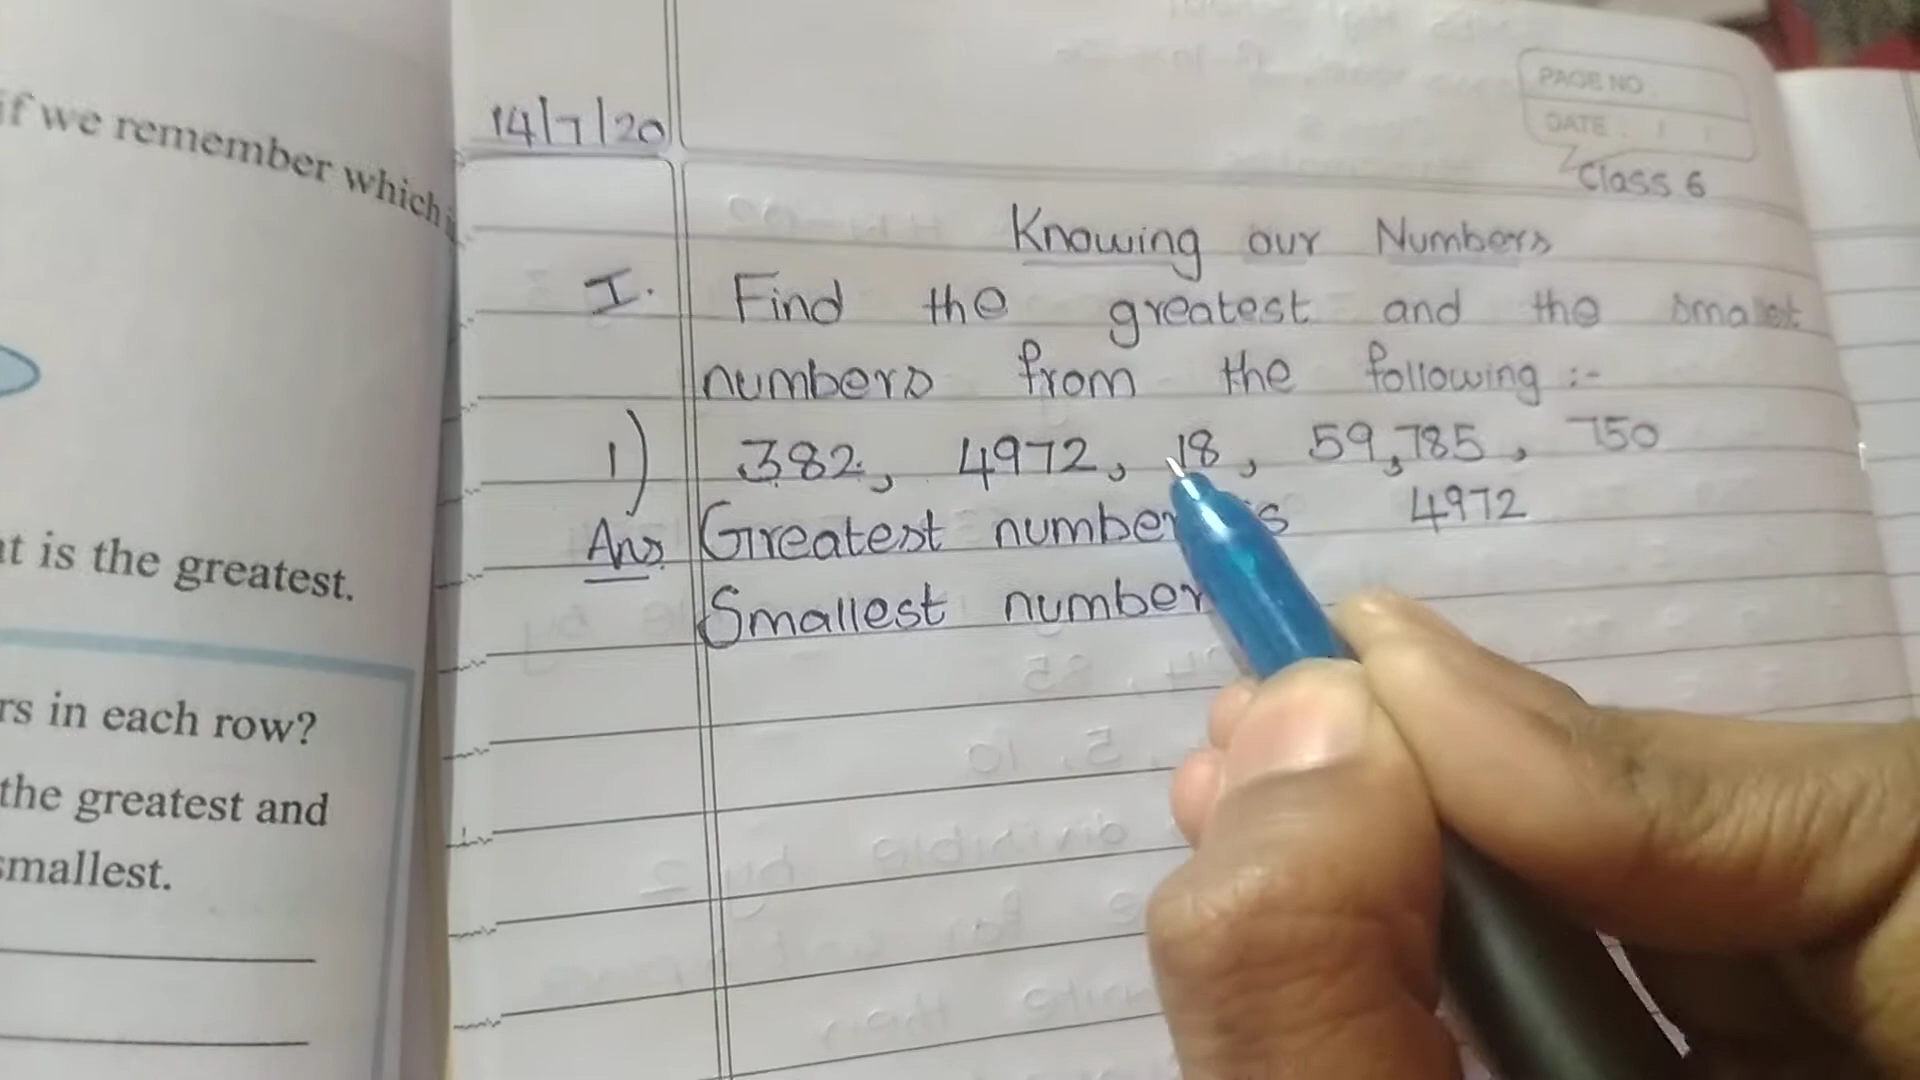 if we remember which
at is the greatest.
rs in each row?
the greatest and
smallest.
14/7/20
PAGE NO
DATE : / /
Class 6
Knowing our Numbers
I. Find the greatest and the smallest
numbers from the following :-
1) 382, 4972, 18, 59,785, 750
Ans. Greatest number is 4972
Smallest number